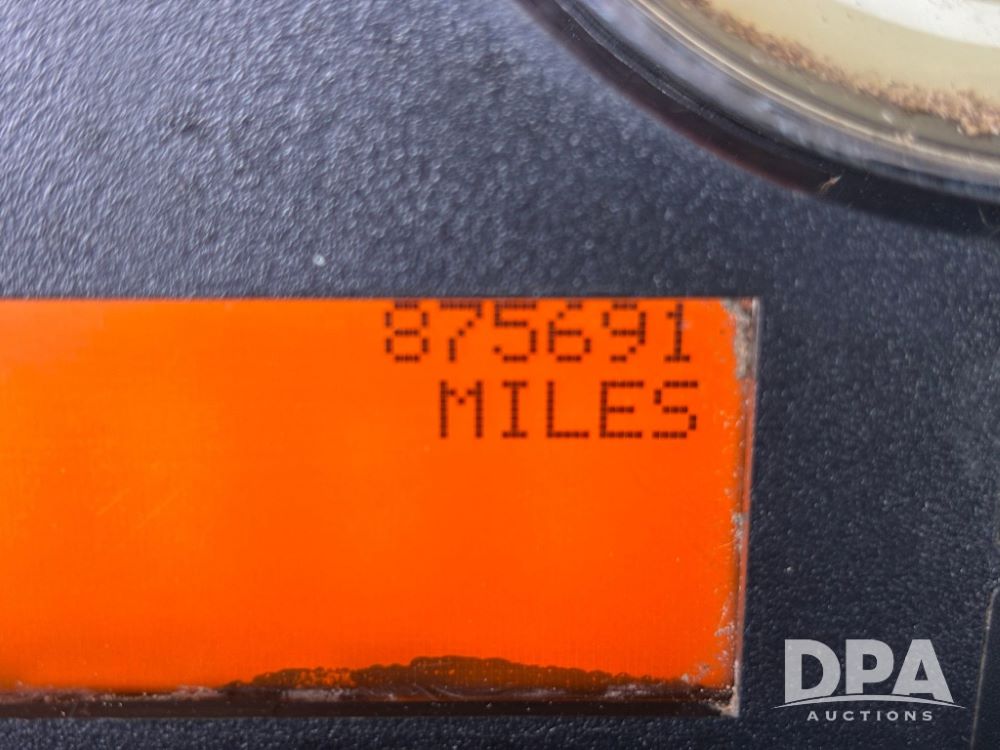 875691
MILES
DPA
AUCTIONS